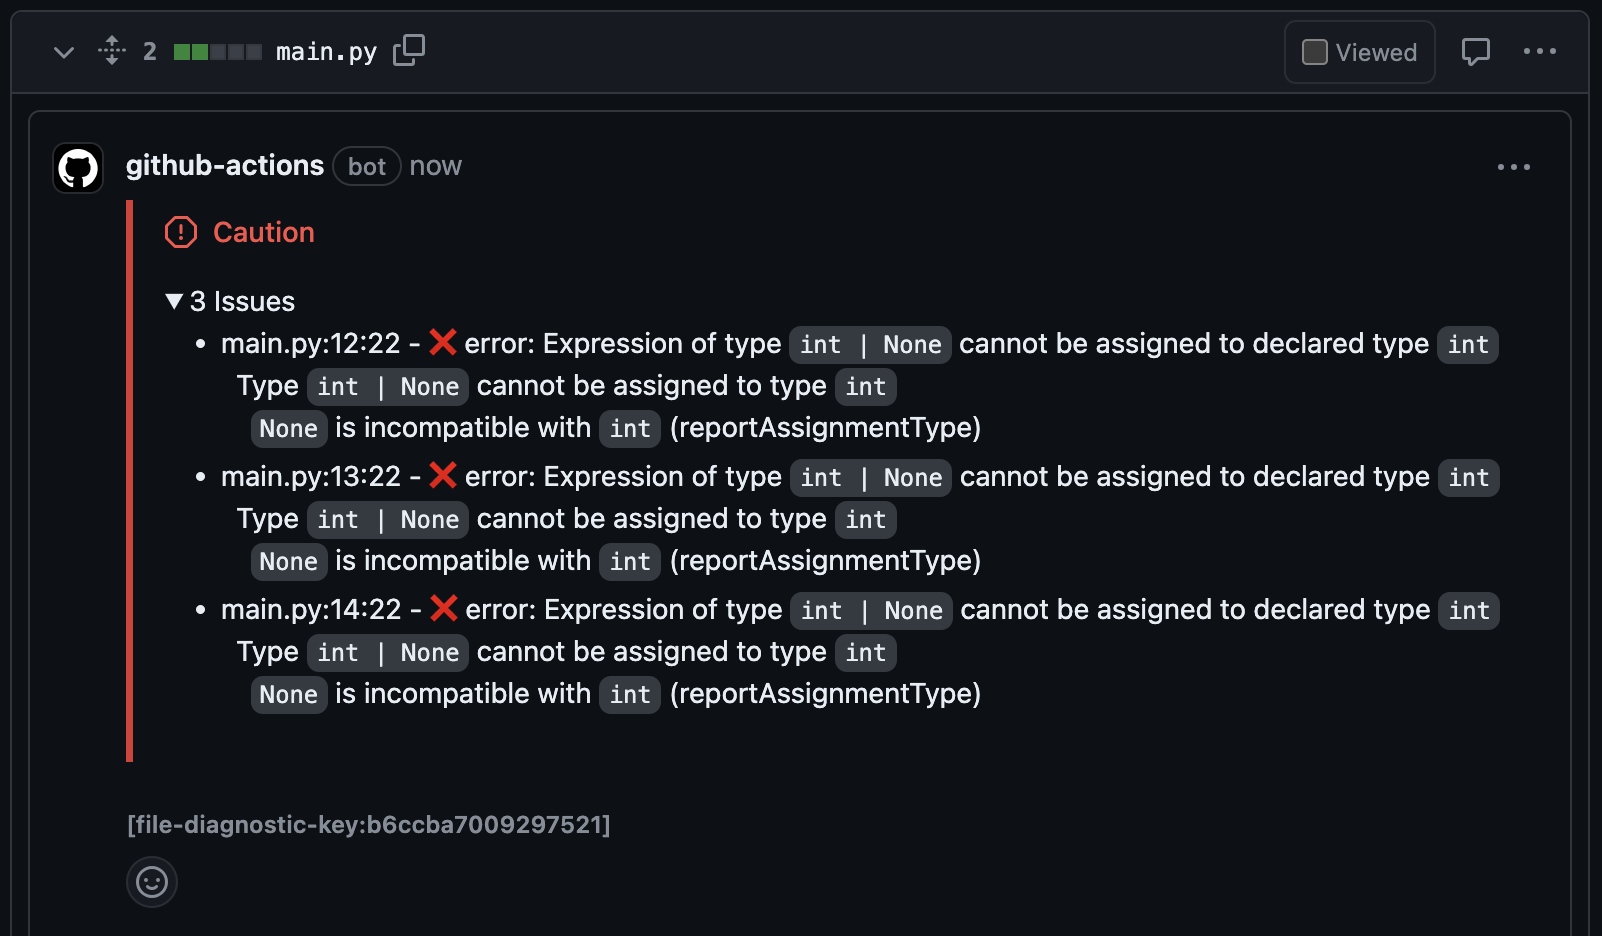 2 main.py Viewed
github-actions bot now
Caution
3 Issues
main.py:12:22 - ❌ error: Expression of type int | None cannot be assigned to declared type int
Type int | None cannot be assigned to type int
None is incompatible with int (reportAssignmentType)
main.py:13:22 - ❌ error: Expression of type int | None cannot be assigned to declared type int
Type int | None cannot be assigned to type int
None is incompatible with int (reportAssignmentType)
main.py:14:22 - ❌ error: Expression of type int | None cannot be assigned to declared type int
Type int | None cannot be assigned to type int
None is incompatible with int (reportAssignmentType)
[file-diagnostic-key:b6ccba7009297521]